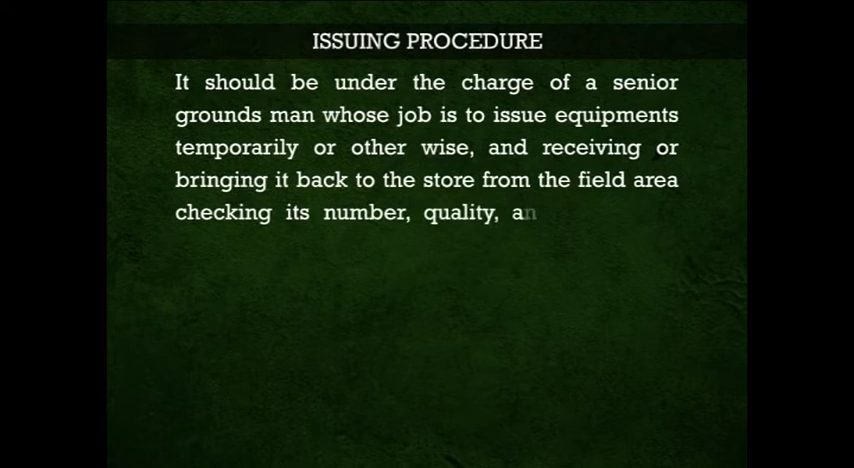 ISSUING PROCEDURE
It should be under the charge of a senior
grounds man whose job is to issue equipments
temporarily or other wise, and receiving or
bringing it back to the store from the field area
checking its number, quality, an